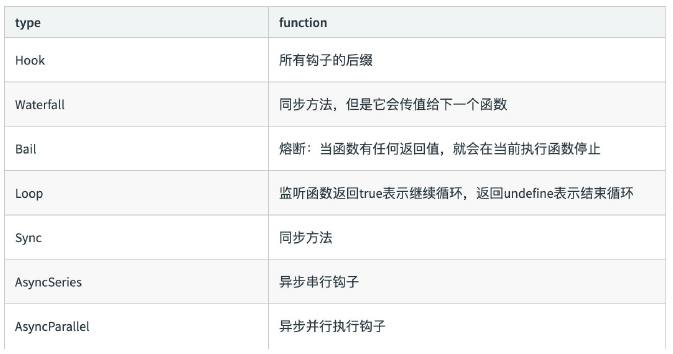 type function
Hook 所有钩子的后缀
Waterfall 同步方法，但是它会传值给下一个函数
Bail 熔断：当函数有任何返回值，就会在当前执行函数停止
Loop 监听函数返回true表示继续循环，返回undefine表示结束循环
Sync 同步方法
AsyncSeries 异步串行钩子
AsyncParallel 异步并行执行钩子